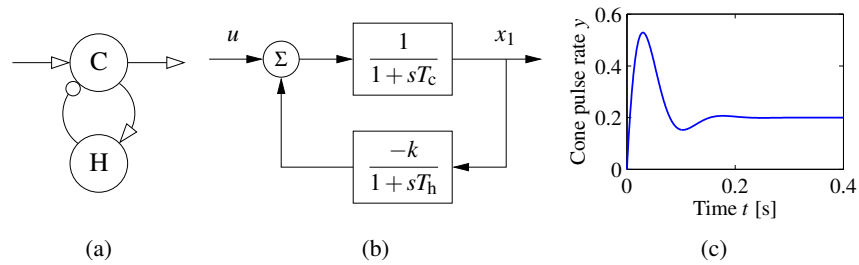 C
H
(a)
u
Σ
1
1 + sT_c
x_1
−k
1 + sT_h
(b)
Cone pulse rate y
0.6
0.4
0.2
0
0
0.2
0.4
Time t [s]
(c)